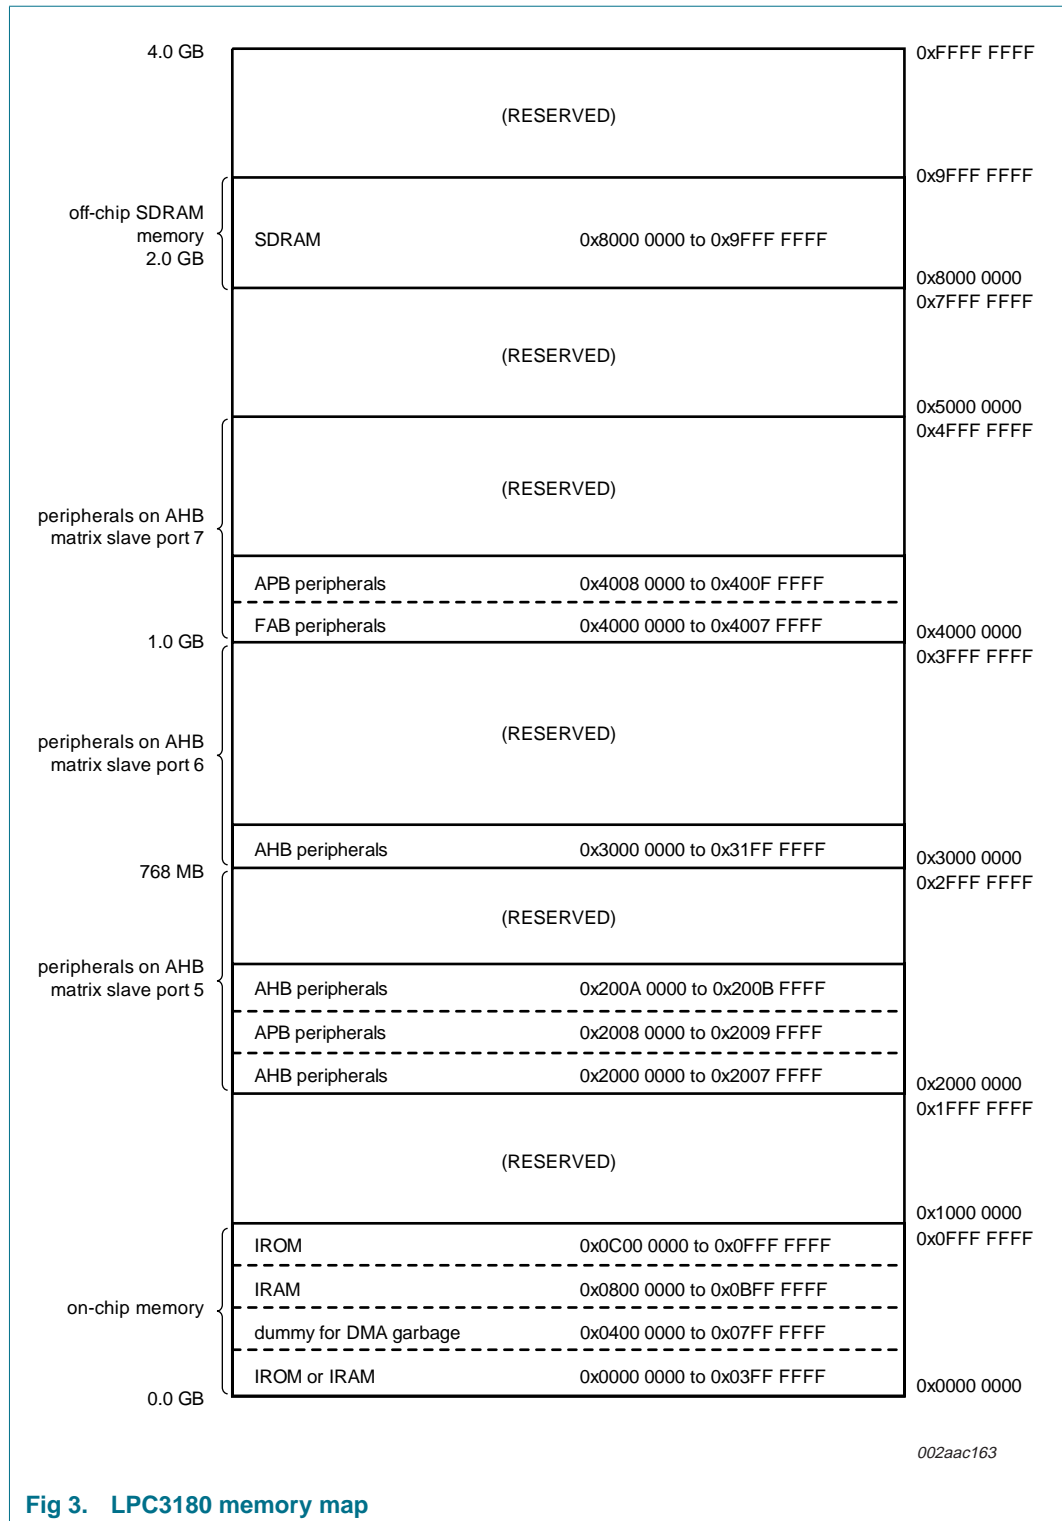 4.0 GB
0xFFFF FFFF
(RESERVED)
0x9FFF FFFF
off-chip SDRAM
memory
2.0 GB
SDRAM 0x8000 0000 to 0x9FFF FFFF
0x8000 0000
0x7FFF FFFF
(RESERVED)
0x5000 0000
0x4FFF FFFF
(RESERVED)
peripherals on AHB
matrix slave port 7
APB peripherals 0x4008 0000 to 0x400F FFFF
FAB peripherals 0x4000 0000 to 0x4007 FFFF
1.0 GB
0x4000 0000
0x3FFF FFFF
(RESERVED)
peripherals on AHB
matrix slave port 6
AHB peripherals 0x3000 0000 to 0x31FF FFFF
768 MB
0x3000 0000
0x2FFF FFFF
(RESERVED)
peripherals on AHB
matrix slave port 5
AHB peripherals 0x200A 0000 to 0x200B FFFF
APB peripherals 0x2008 0000 to 0x2009 FFFF
AHB peripherals 0x2000 0000 to 0x2007 FFFF
0x2000 0000
0x1FFF FFFF
(RESERVED)
0x1000 0000
0x0FFF FFFF
IROM 0x0C00 0000 to 0x0FFF FFFF
IRAM 0x0800 0000 to 0x0BFF FFFF
on-chip memory
dummy for DMA garbage 0x0400 0000 to 0x07FF FFFF
IROM or IRAM 0x0000 0000 to 0x03FF FFFF
0.0 GB
0x0000 0000
002aac163
Fig 3. LPC3180 memory map